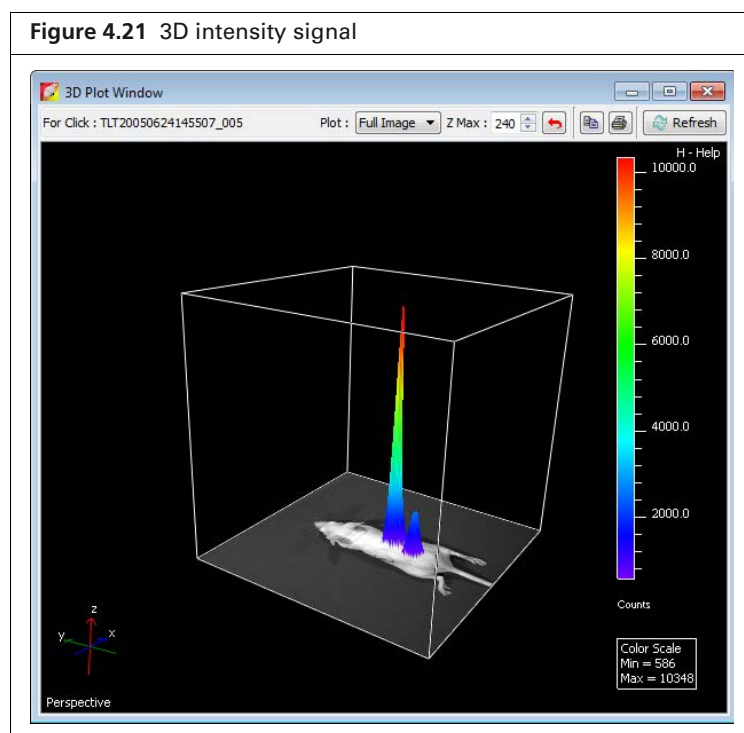 Figure 4.21 3D intensity signal
3D Plot Window
For Click : TLT20050624145507_005 Plot : Full Image Z Max : 240 Refresh
H - Help
10000.0
8000.0
6000.0
4000.0
2000.0
Counts
z
y x
Color Scale
Min = 586
Max = 10348
Perspective